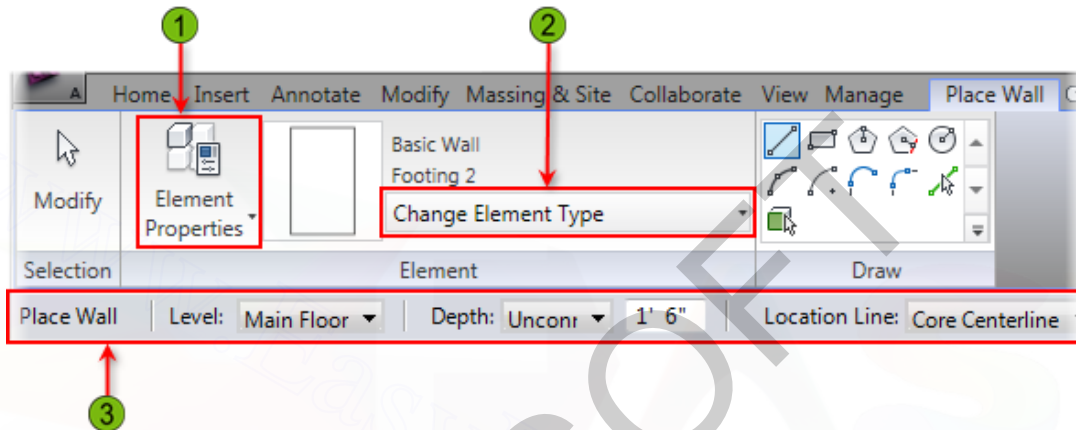 1
2
A
Home Insert Annotate Modify Massing & Site Collaborate View Manage Place Wall
Modify
Element
Properties
Basic Wall
Footing 2
Change Element Type
Selection
Element
Draw
Place Wall Level: Main Floor Depth: Unconr 1' 6" Location Line: Core Centerline
3
SOFT